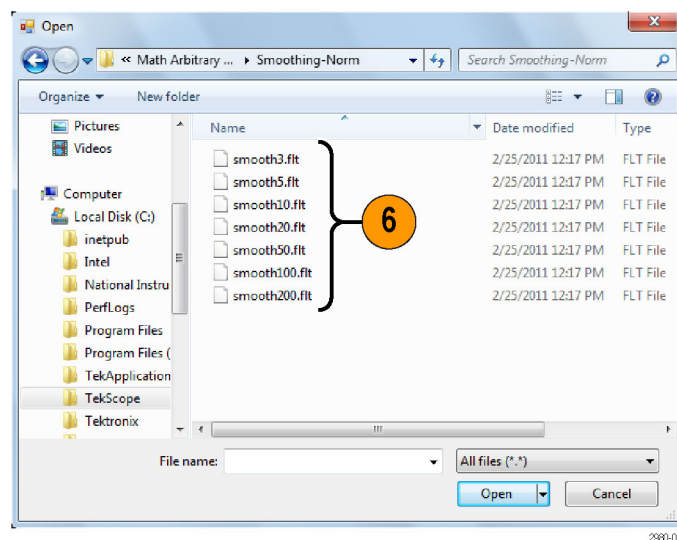 Open
« Math Arbitrary ... ▸ Smoothing-Norm
Search Smoothing-Norm
Organize ▾ New folder
Pictures
Videos
Computer
Local Disk (C:)
inetpub
Intel
National Instru
PerfLogs
Program Files
Program Files (
TekApplication
TekScope
Tektronix
Name Date modified Type
smooth3.flt 2/25/2011 12:17 PM FLT File
smooth5.flt 2/25/2011 12:17 PM FLT File
smooth10.flt 2/25/2011 12:17 PM FLT File
smooth20.flt 2/25/2011 12:17 PM FLT File
smooth50.flt 2/25/2011 12:17 PM FLT File
smooth100.flt 2/25/2011 12:17 PM FLT File
smooth200.flt 2/25/2011 12:17 PM FLT File
6
File name:
All files (*.*)
Open Cancel
2980-0